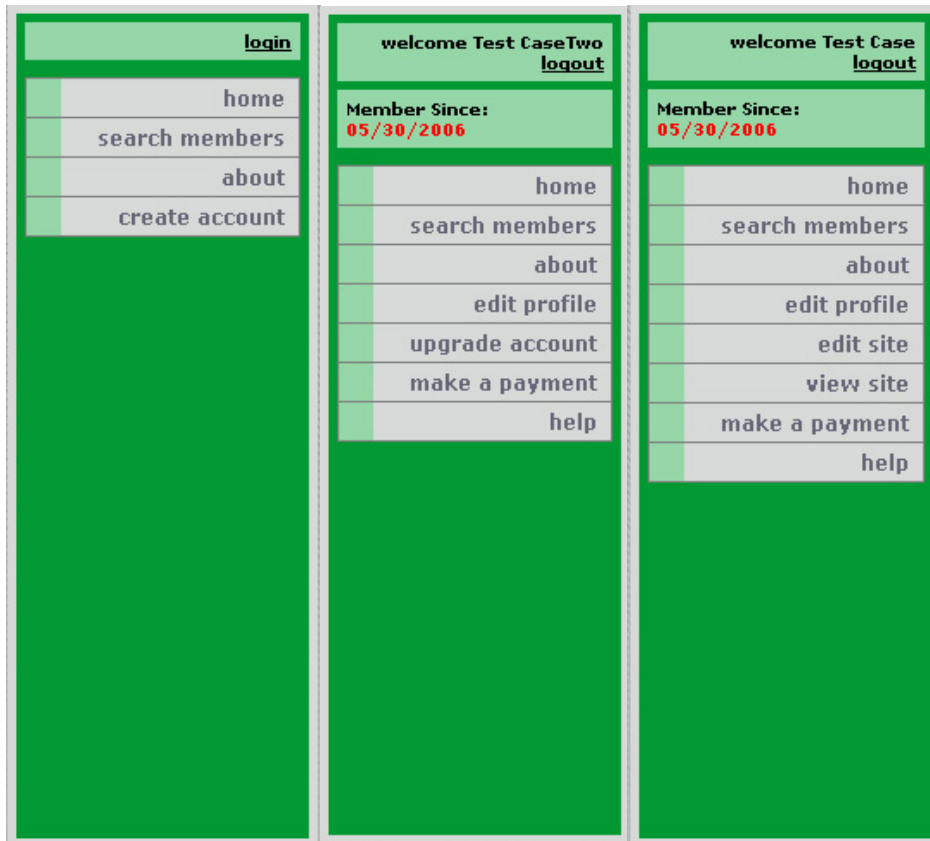 login
home
search members
about
create account
welcome Test CaseTwo
logout
Member Since:
05/30/2006
home
search members
about
edit profile
upgrade account
make a payment
help
welcome Test Case
logout
Member Since:
05/30/2006
home
search members
about
edit profile
edit site
view site
make a payment
help